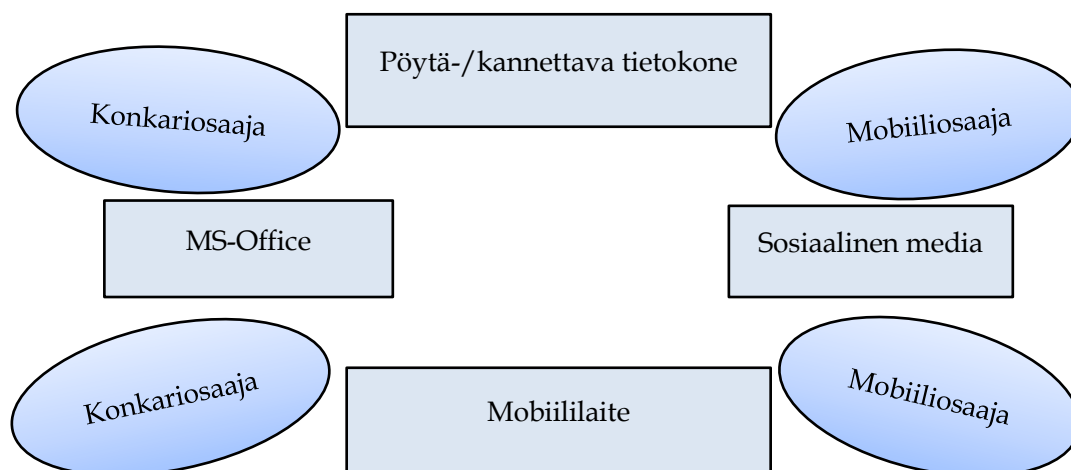 Pöytä-/kannettava tietokone
Konkariosaaja
Mobiiliosaaja
MS-Office
Sosiaalinen media
Konkariosaaja
Mobiililaite
Mobiiliosaaja